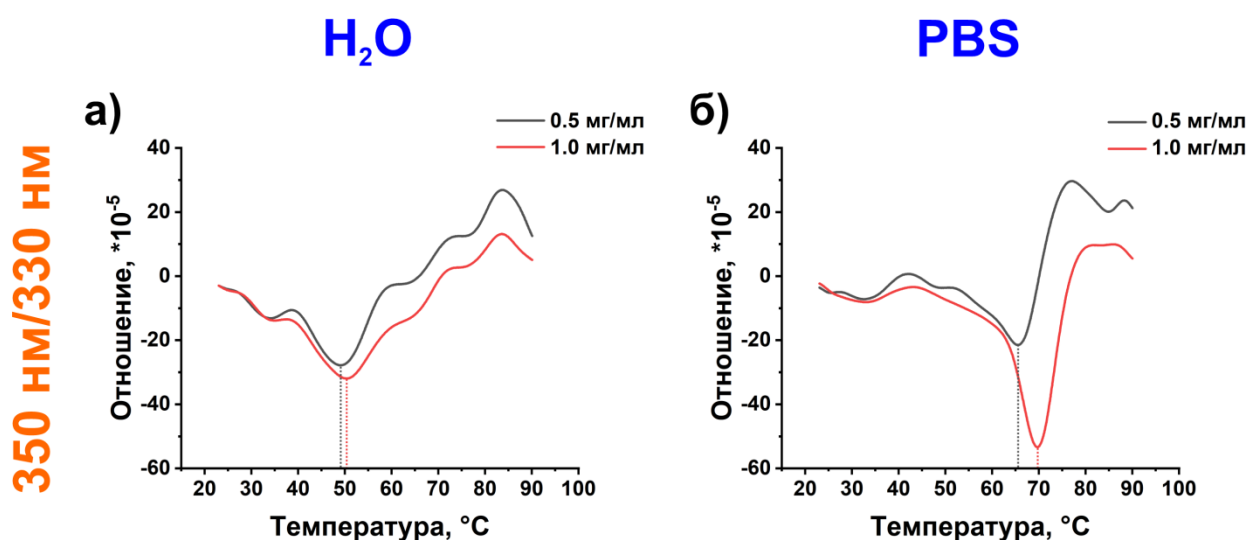 H₂O
PBS
а)
0.5 мг/мл
1.0 мг/мл
б)
0.5 мг/мл
1.0 мг/мл
350 нм/330 нм
Отношение, *10⁻⁵
40
20
0
-20
-40
-60
20 30 40 50 60 70 80 90 100
Температура, °C
Отношение, *10⁻⁵
40
20
0
-20
-40
-60
20 30 40 50 60 70 80 90 100
Температура, °C